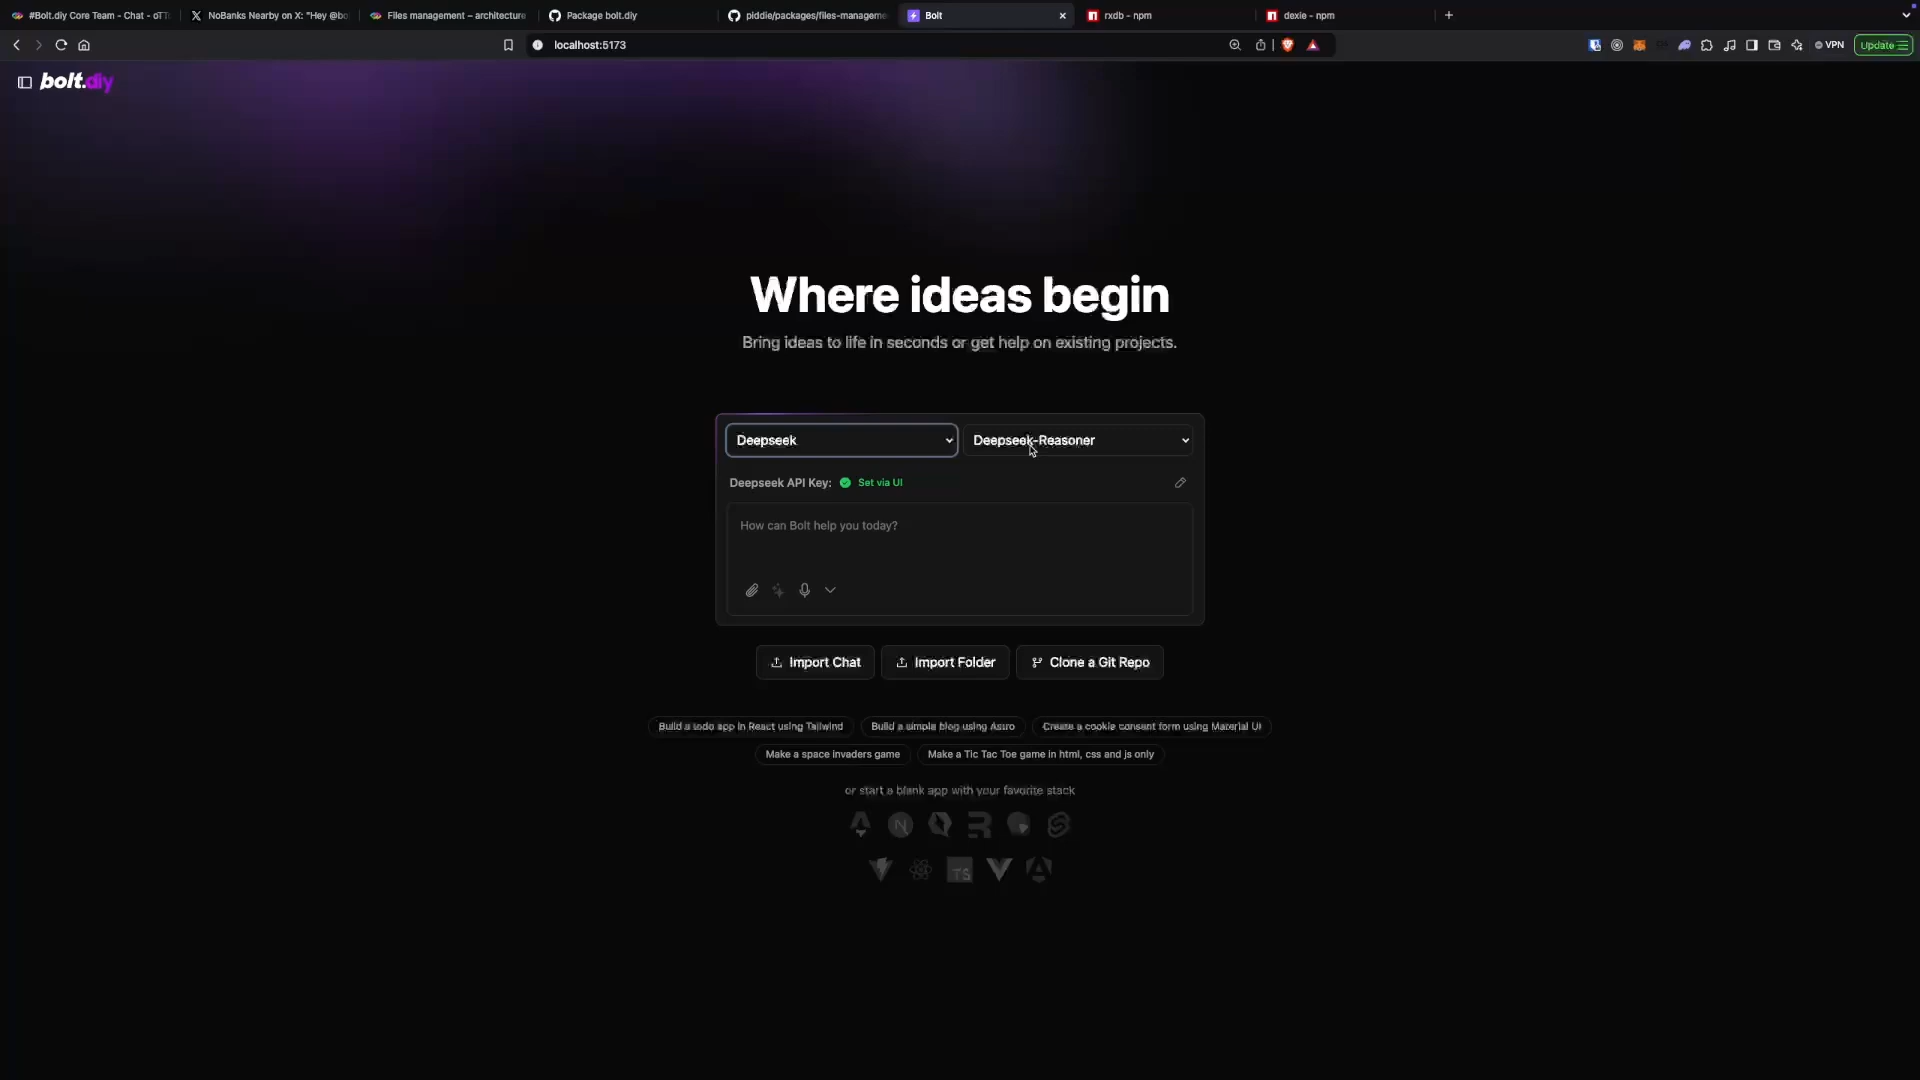 #Bolt.diy Core Team - Chat - oTT
NoBanks Nearby on X: "Hey @bo
Files management – architecture
Package bolt.diy
piddie/packages/files-manageme
Bolt
rxdb - npm
dexie - npm
localhost:5173
VPN
Update
bolt.diy
Where ideas begin
Bring ideas to life in seconds or get help on existing projects.
Deepseek
Deepseek-Reasoner
Deepseek API Key: Set via UI
How can Bolt help you today?
Import Chat
Import Folder
Clone a Git Repo
Build a todo app in React using Tailwind
Build a simple blog using Astro
Create a cookie consent form using Material UI
Make a space invaders game
Make a Tic Tac Toe game in html, css and js only
or start a blank app with your favorite stack
N
TS